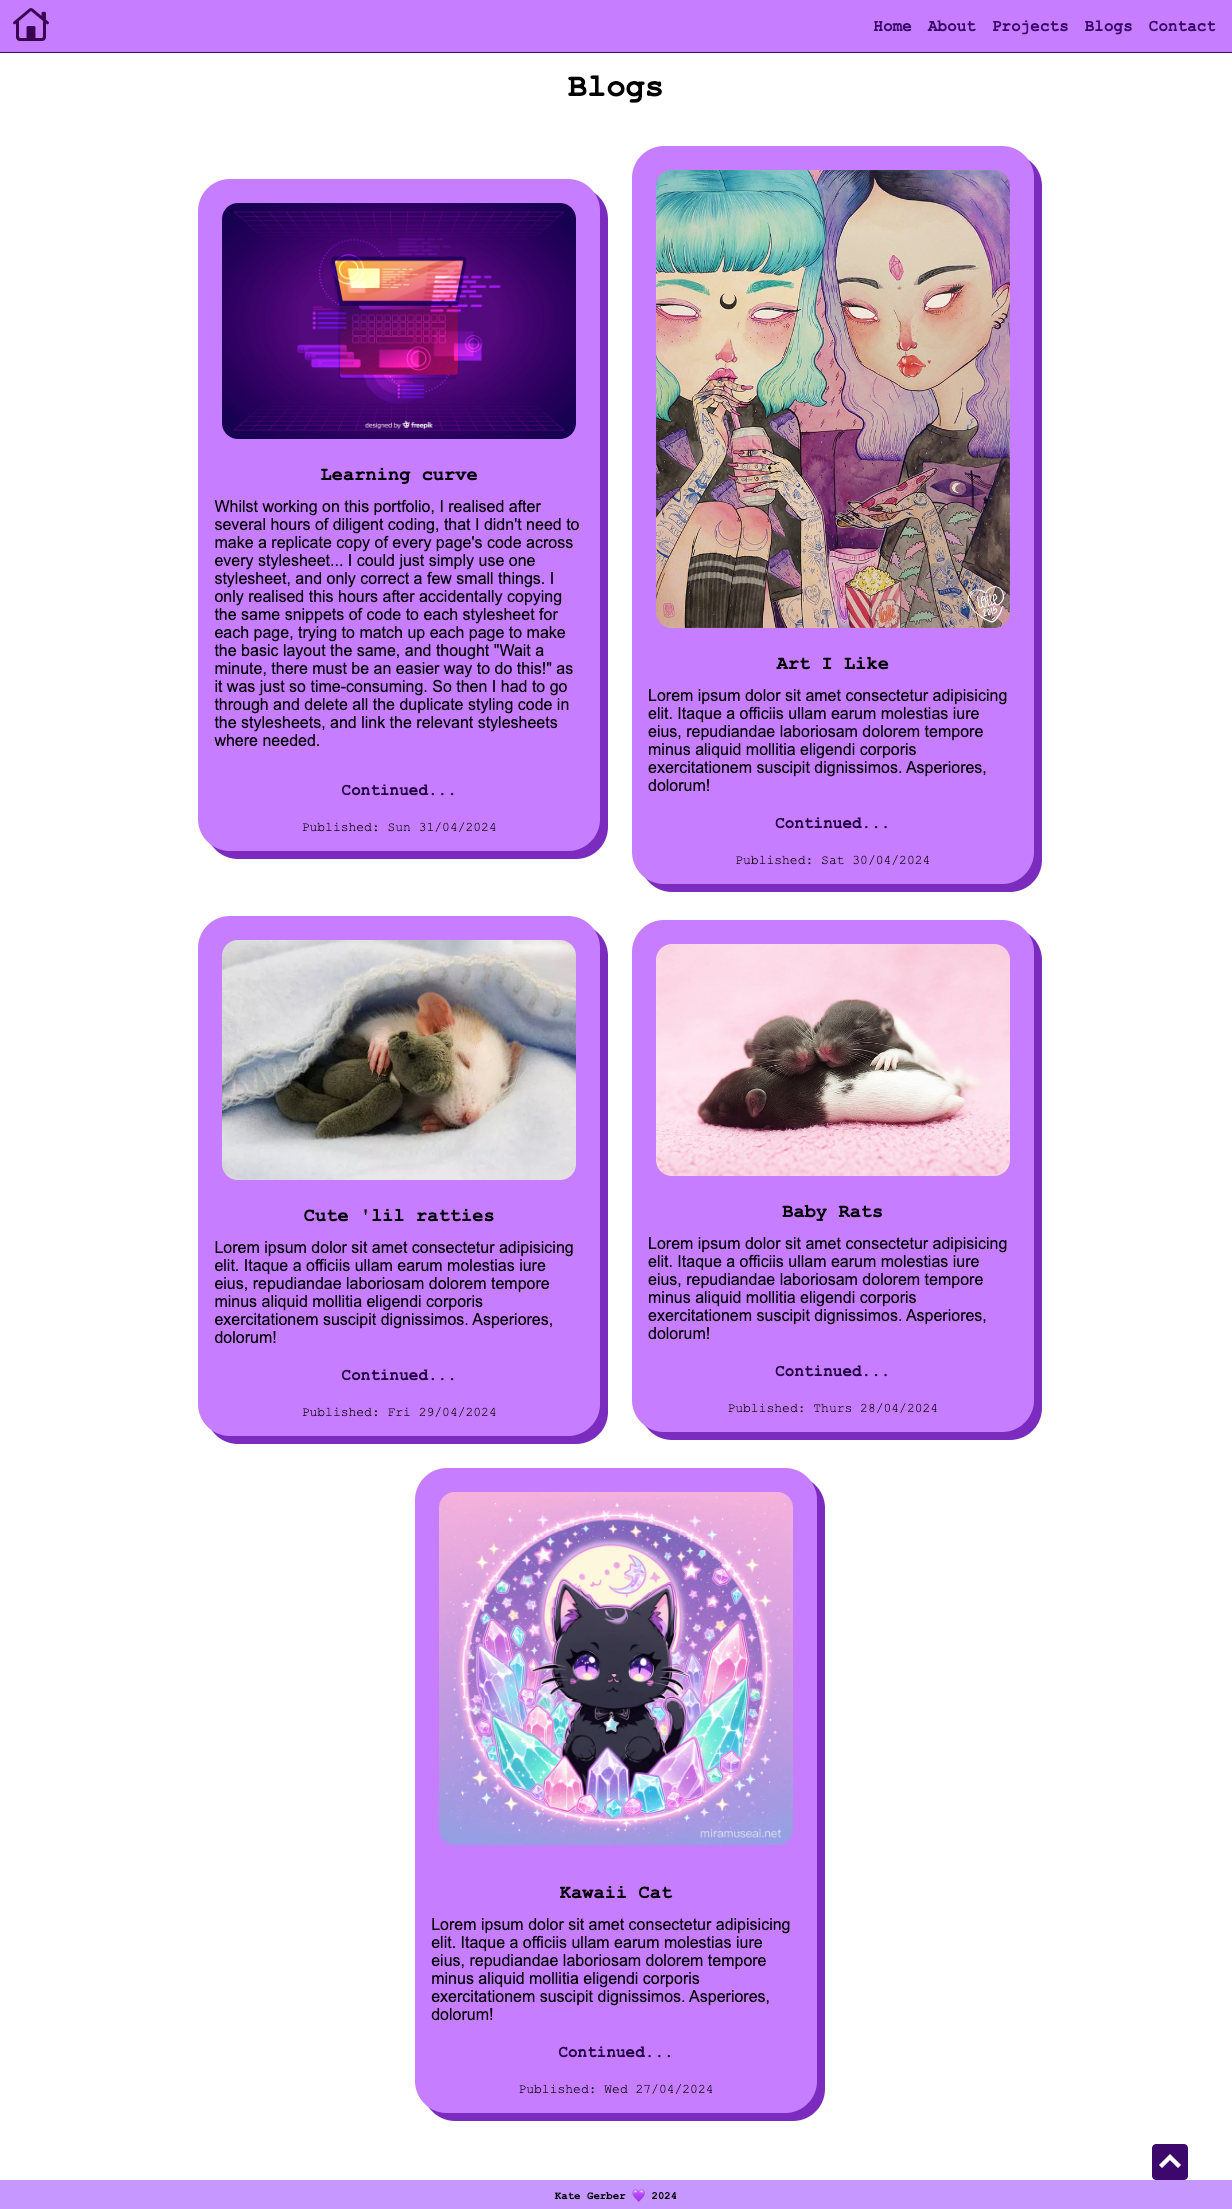 Home About Projects Blogs Contact
Blogs
designed by freepik
Learning curve
Whilst working on this portfolio, I realised after
several hours of diligent coding, that I didn't need to
make a replicate copy of every page's code across
every stylesheet... I could just simply use one
stylesheet, and only correct a few small things. I
only realised this hours after accidentally copying
the same snippets of code to each stylesheet for
each page, trying to match up each page to make
the basic layout the same, and thought "Wait a
minute, there must be an easier way to do this!" as
it was just so time-consuming. So then I had to go
through and delete all the duplicate styling code in
the stylesheets, and link the relevant stylesheets
where needed.
Continued...
Published: Sun 31/04/2024
Art I Like
Lorem ipsum dolor sit amet consectetur adipisicing
elit. Itaque a officiis ullam earum molestias iure
eius, repudiandae laboriosam dolorem tempore
minus aliquid mollitia eligendi corporis
exercitationem suscipit dignissimos. Asperiores,
dolorum!
Continued...
Published: Sat 30/04/2024
Cute 'lil ratties
Lorem ipsum dolor sit amet consectetur adipisicing
elit. Itaque a officiis ullam earum molestias iure
eius, repudiandae laboriosam dolorem tempore
minus aliquid mollitia eligendi corporis
exercitationem suscipit dignissimos. Asperiores,
dolorum!
Continued...
Published: Fri 29/04/2024
Baby Rats
Lorem ipsum dolor sit amet consectetur adipisicing
elit. Itaque a officiis ullam earum molestias iure
eius, repudiandae laboriosam dolorem tempore
minus aliquid mollitia eligendi corporis
exercitationem suscipit dignissimos. Asperiores,
dolorum!
Continued...
Published: Thurs 28/04/2024
miramuseai.net
Kawaii Cat
Lorem ipsum dolor sit amet consectetur adipisicing
elit. Itaque a officiis ullam earum molestias iure
eius, repudiandae laboriosam dolorem tempore
minus aliquid mollitia eligendi corporis
exercitationem suscipit dignissimos. Asperiores,
dolorum!
Continued...
Published: Wed 27/04/2024
Kate Gerber 💜 2024